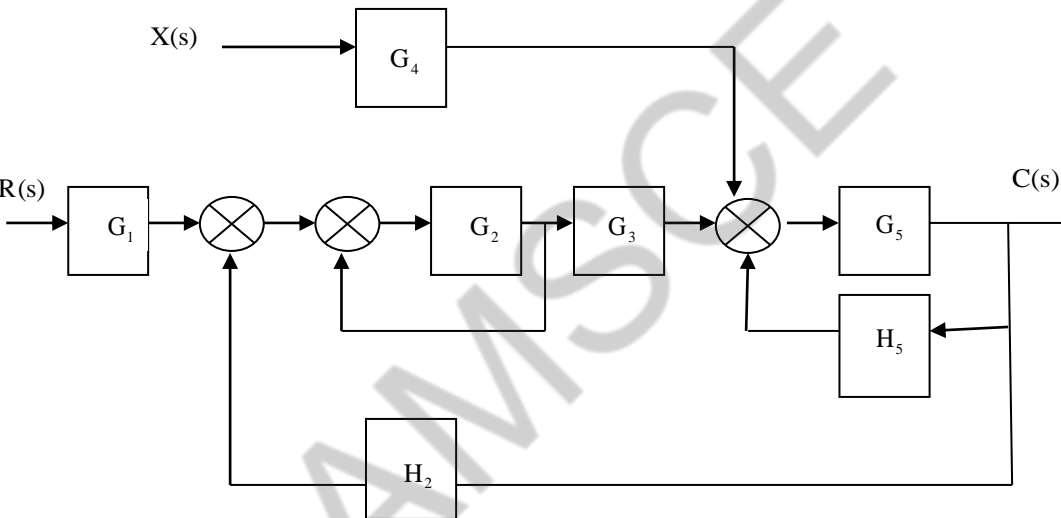 X(s)
G₄
R(s)
G₁
G₂
G₃
G₅
C(s)
H₅
H₂
AMSCE